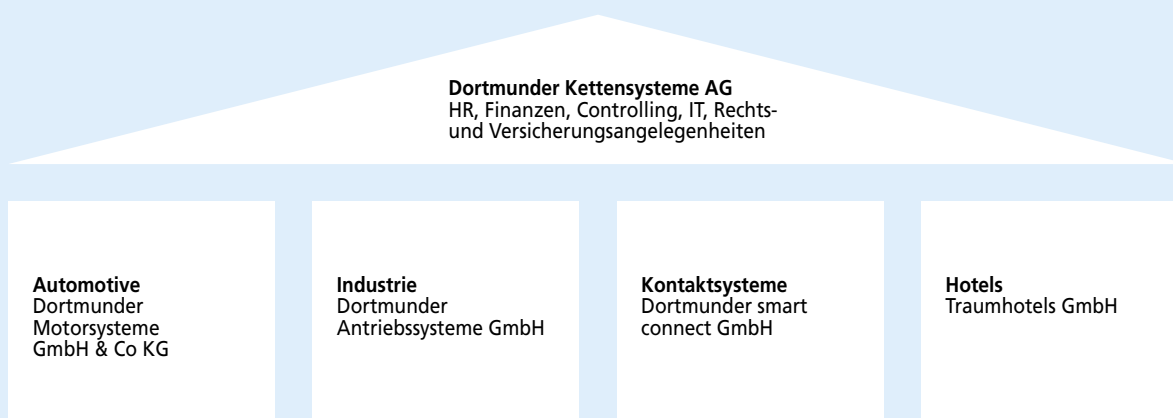 Dortmunder Kettensysteme AG
HR, Finanzen, Controlling, IT, Rechts-
und Versicherungsangelegenheiten
Automotive
Dortmunder
Motorsysteme
GmbH & Co KG
Industrie
Dortmunder
Antriebssysteme GmbH
Kontaktsysteme
Dortmunder smart
connect GmbH
Hotels
Traumhotels GmbH